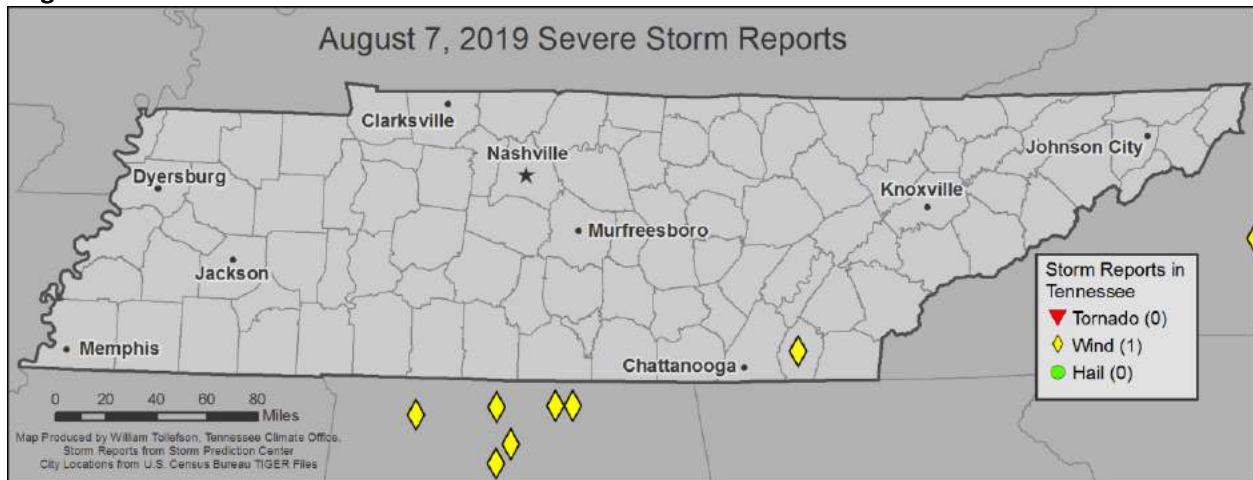 August 7, 2019 Severe Storm Reports
Clarksville
Nashville
Johnson City
Dyersburg
Knoxville
Murfreesboro
Jackson
Storm Reports in
Tennessee
Tornado (0)
Wind (1)
Hail (0)
Memphis
Chattanooga
0 20 40 60 80
Miles
Map Produced by William Tollefson, Tennessee Climate Office,
Storm Reports from Storm Prediction Center
City Locations from U.S. Census Bureau TIGER Files